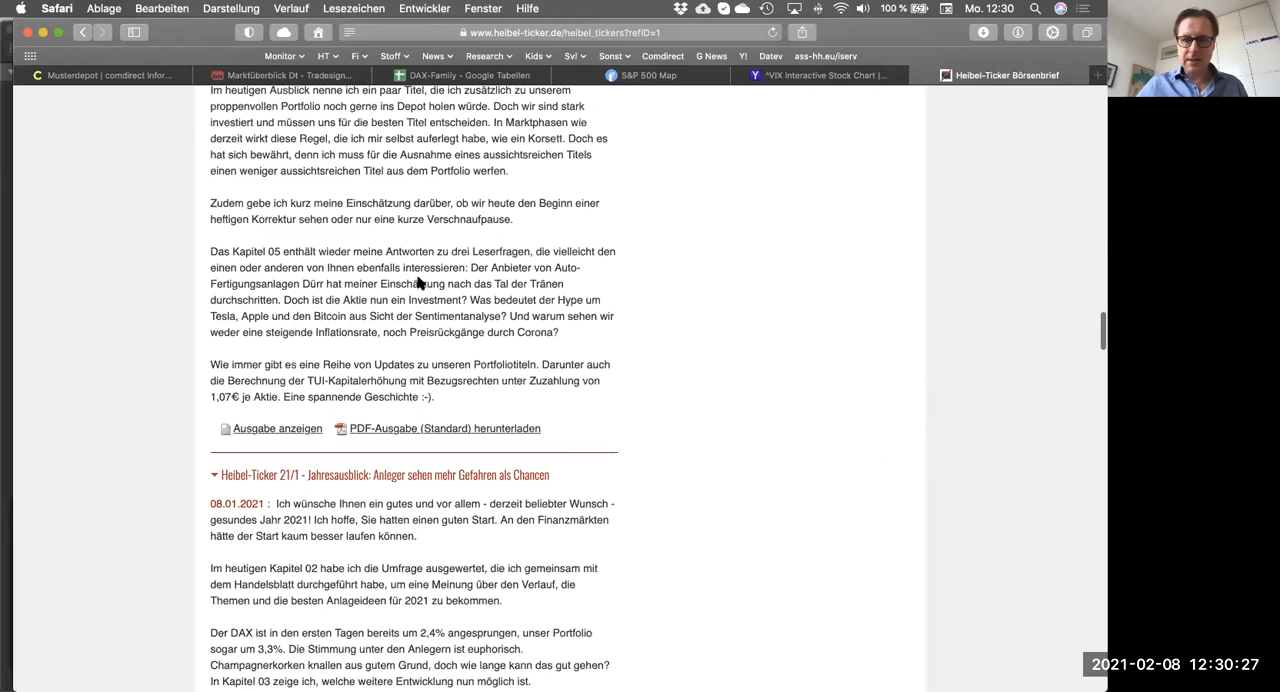 Safari Ablage Bearbeiten Darstellung Verlauf Lesezeichen Entwickler Fenster Hilfe 100 % Mo. 12:30
www.heibel-ticker.de/heibel_tickers?refID=1
Monitor HT Fi Stoff News Research Kids Sv! Sonst Comdirect G News Y! Datev ass-hh.eu/iserv
Musterdepot | comdirect Infor... Marktüberblick Dt - Tradesign... DAX-Family - Google Tabellen S&P 500 Map ^VIX Interactive Stock Chart |... Heibel-Ticker Börsenbrief
Im heutigen Ausblick nenne ich ein paar Titel, die ich zusätzlich zu unserem
proppenvollen Portfolio noch gerne ins Depot holen würde. Doch wir sind stark
investiert und müssen uns für die besten Titel entscheiden. In Marktphasen wie
derzeit wirkt diese Regel, die ich mir selbst auferlegt habe, wie ein Korsett. Doch es
hat sich bewährt, denn ich muss für die Ausnahme eines aussichtsreichen Titels
einen weniger aussichtsreichen Titel aus dem Portfolio werfen.
Zudem gebe ich kurz meine Einschätzung darüber, ob wir heute den Beginn einer
heftigen Korrektur sehen oder nur eine kurze Verschnaufpause.
Das Kapitel 05 enthält wieder meine Antworten zu drei Leserfragen, die vielleicht den
einen oder anderen von Ihnen ebenfalls interessieren: Der Anbieter von Auto-
Fertigungsanlagen Dürr hat meiner Einschätzung nach das Tal der Tränen
durchschritten. Doch ist die Aktie nun ein Investment? Was bedeutet der Hype um
Tesla, Apple und den Bitcoin aus Sicht der Sentimentanalyse? Und warum sehen wir
weder eine steigende Inflationsrate, noch Preisrückgänge durch Corona?
Wie immer gibt es eine Reihe von Updates zu unseren Portfoliotiteln. Darunter auch
die Berechnung der TUI-Kapitalerhöhung mit Bezugsrechten unter Zuzahlung von
1,07€ je Aktie. Eine spannende Geschichte :-).
Ausgabe anzeigen PDF-Ausgabe (Standard) herunterladen
Heibel-Ticker 21/1 - Jahresausblick: Anleger sehen mehr Gefahren als Chancen
08.01.2021 : Ich wünsche Ihnen ein gutes und vor allem - derzeit beliebter Wunsch -
gesundes Jahr 2021! Ich hoffe, Sie hatten einen guten Start. An den Finanzmärkten
hätte der Start kaum besser laufen können.
Im heutigen Kapitel 02 habe ich die Umfrage ausgewertet, die ich gemeinsam mit
dem Handelsblatt durchgeführt habe, um eine Meinung über den Verlauf, die
Themen und die besten Anlageideen für 2021 zu bekommen.
Der DAX ist in den ersten Tagen bereits um 2,4% angesprungen, unser Portfolio
sogar um 3,3%. Die Stimmung unter den Anlegern ist euphorisch.
Champagnerkorken knallen aus gutem Grund, doch wie lange kann das gut gehen?
In Kapitel 03 zeige ich, welche weitere Entwicklung nun möglich ist.
2021-02-08 12:30:27